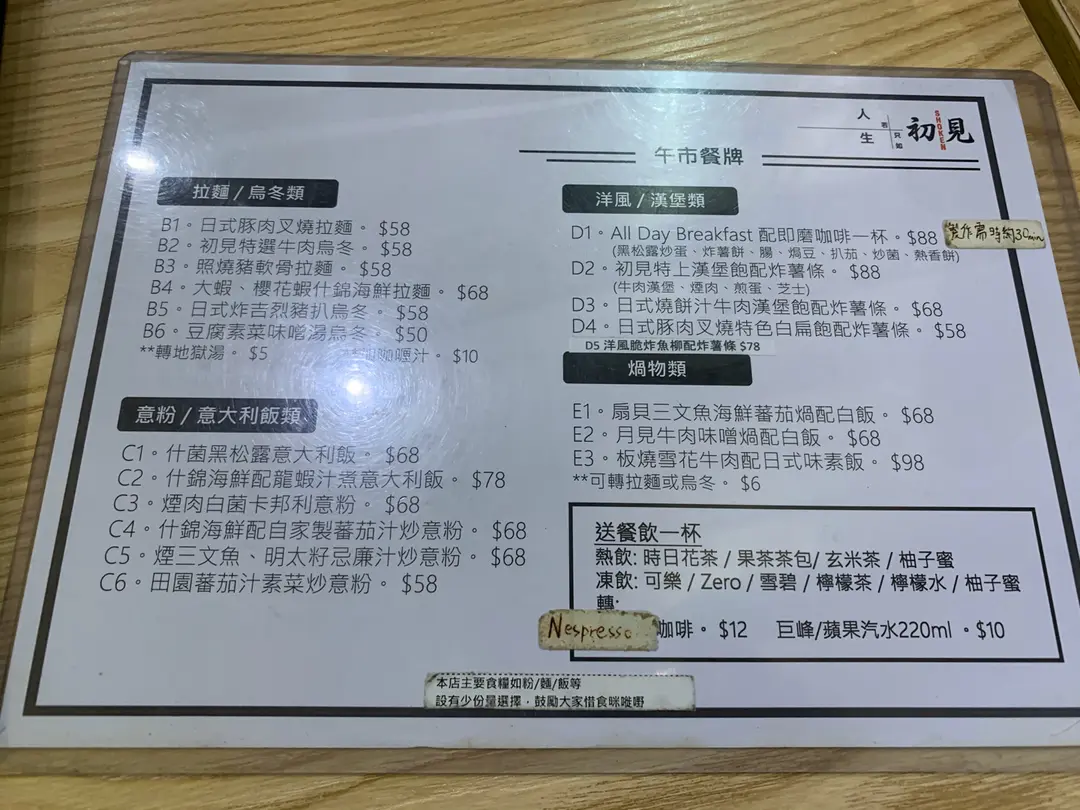 人生
若
只如
初見
SHOKEN
午市餐牌
拉麵 / 烏冬類
B1。日式豚肉叉燒拉麵。 $58
B2。初見特選牛肉烏冬。 $58
B3。照燒豬軟骨拉麵。 $58
B4。大蝦、櫻花蝦什錦海鮮拉麵。 $68
B5。日式炸吉烈豬扒烏冬。 $58
B6。豆腐素菜味噌湯烏冬。 $50
**轉地獄湯。 $5
咖喱汁。 $10
意粉 / 意大利飯類
C1。什菌黑松露意大利飯。 $68
C2。什錦海鮮配龍蝦汁煮意大利飯。 $78
C3。煙肉白菌卡邦利意粉。 $68
C4。什錦海鮮配自家製蕃茄汁炒意粉。 $68
C5。煙三文魚、明太籽忌廉汁炒意粉。 $68
C6。田園蕃茄汁素菜炒意粉。 $58
洋風 / 漢堡類
D1。All Day Breakfast 配即磨咖啡一杯。$88
製作需時約30min
(黑松露炒蛋、炸薯餅、腸、焗豆、扒茄、炒菌、熱香餅)
D2。初見特上漢堡飽配炸薯條。 $88
(牛肉漢堡、煙肉、煎蛋、芝士)
D3。日式燒餅汁牛肉漢堡飽配炸薯條。 $68
D4。日式豚肉叉燒特色白扁飽配炸薯條。 $58
D5 洋風脆炸魚柳配炸薯條 $78
煱物類
E1。扇貝三文魚海鮮蕃茄煱配白飯。 $68
E2。月見牛肉味噌煱配白飯。 $68
E3。板燒雪花牛肉配日式味素飯。 $98
**可轉拉麵或烏冬。 $6
送餐飲一杯
熱飲: 時日花茶 / 果茶茶包/ 玄米茶 / 柚子蜜
凍飲: 可樂 / Zero / 雪碧 / 檸檬茶 / 檸檬水 / 柚子蜜
轉:
Nespresso 咖啡。 $12 巨峰/蘋果汽水220ml 。$10
本店主要食糧如粉/麵/飯等
設有少份量選擇，鼓勵大家惜食咪嘥嘢